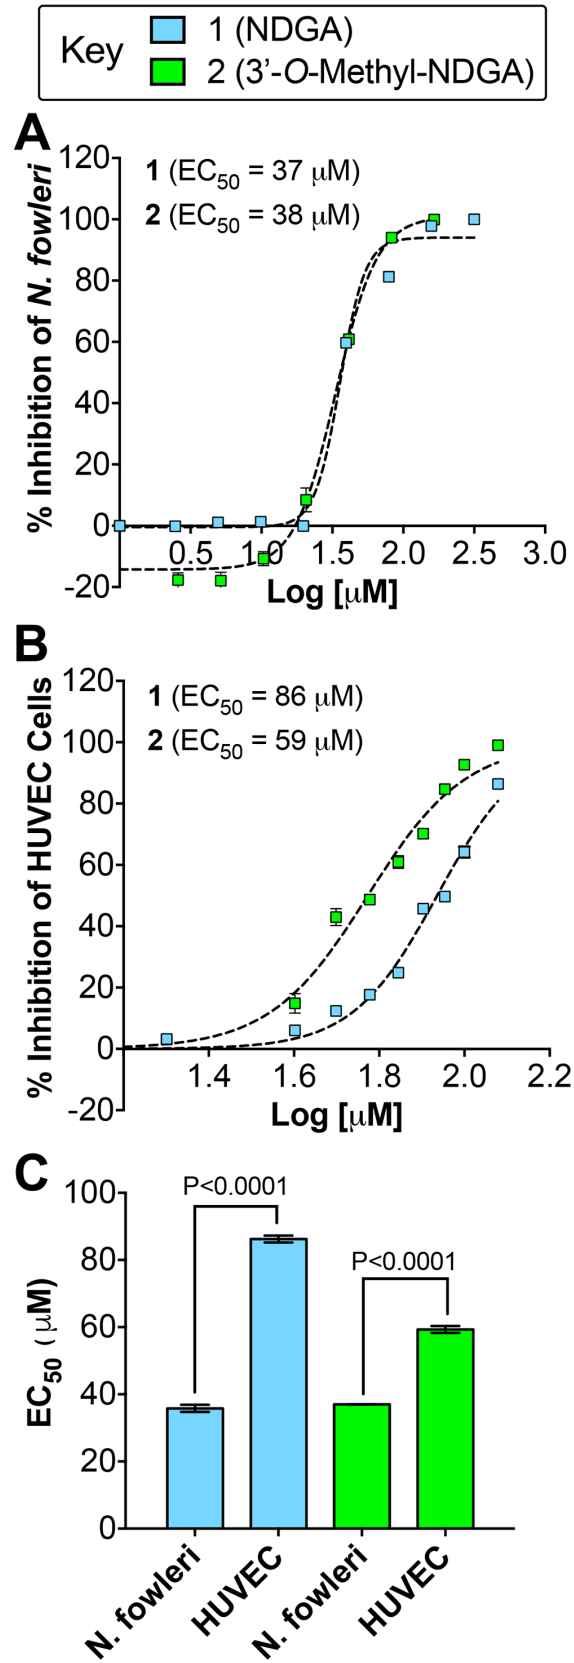 Key
1 (NDGA)
2 (3’-O-Methyl-NDGA)
A
% Inhibition of N. fowleri
1 (EC50 = 37 μM)
2 (EC50 = 38 μM)
120
100
80
60
40
20
0
-20
0.5
1.0
1.5
2.0
2.5
3.0
Log [μM]
B
% Inhibition of HUVEC Cells
1 (EC50 = 86 μM)
2 (EC50 = 59 μM)
120
100
80
60
40
20
0
-20
1.4
1.6
1.8
2.0
2.2
Log [μM]
C
EC50 (μM)
100
80
60
40
20
0
P<0.0001
P<0.0001
N. fowleri
HUVEC
N. fowleri
HUVEC